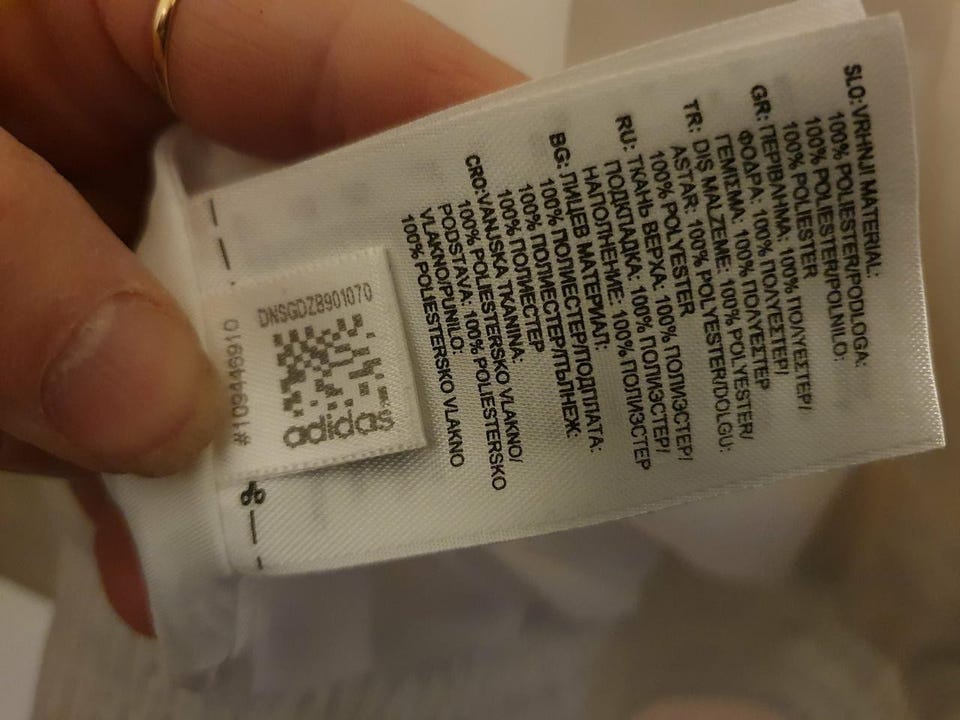 SLO: VRHNJI MATERIAL:
100% POLIESTER/PODLOGA:
100% POLIESTER/POLNILO:
100% POLIESTER
GR: ΠΕΡΙΒΛΗΜΑ: 100% ΠΟΛΥΕΣΤΕΡ/
ΦΟΔΡΑ: 100% ΠΟΛΥΕΣΤΕΡ/
ΓΕΜΙΣΜΑ: 100% ΠΟΛΥΕΣΤΕΡ
TR: DIŞ MALZEME: 100% POLYESTER/
ASTAR: 100% POLYESTER/DOLGU:
100% POLYESTER
RU: ТКАНЬ ВЕРХА: 100% ПОЛИЭСТЕР/
ПОДКЛАДКА: 100% ПОЛИЭСТЕР/
НАПОЛНЕНИЕ: 100% ПОЛИЭСТЕР
BG: ЛИЦЕВ МАТЕРИАЛ:
100% ПОЛИЕСТЕР/ПОДПЛАТА:
100% ПОЛИЕСТЕР/ПЪЛНЕЖ:
100% ПОЛИЕСТЕР
CRO: VANJSKA TKANINA:
100% POLIESTERSKO VLAKNO/
PODSTAVA: 100% POLIESTERSKO
VLAKNO/PUNILO:
100% POLIESTERSKO VLAKNO
DNSGDZ8901070
adidas